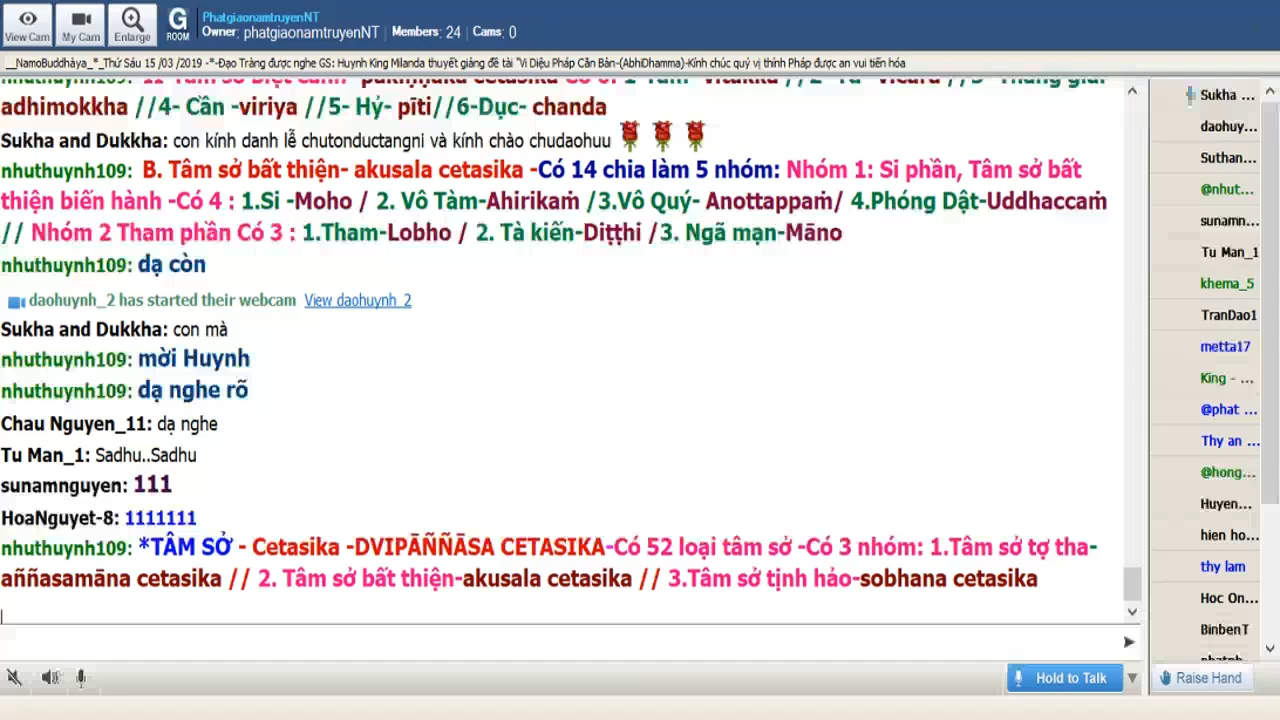 View Cam
My Cam
Enlarge
G
ROOM
PhatgiaonamtruyenNT
Owner: phatgiaonamtruyenNT | Members: 24 | Cams: 0
__NamoBuddhàya_*_Thứ Sáu 15 /03 /2019 -*-Đạo Tràng được nghe GS: Huynh King Milanda thuyết giảng đề tài "Vi Diệu Pháp Căn Bản-(AbhiDhamma)-Kính chúc quý vị thính Pháp được an vui tiến hóa
adhimokkha //4- Cần -viriya //5- Hỷ- pīti//6-Dục- chanda
Sukha and Dukkha: con kính danh lễ chutonductangni và kính chào chudaohuu
nhuthuynh109: B. Tâm sở bất thiện- akusala cetasika -Có 14 chia làm 5 nhóm: Nhóm 1: Si phần, Tâm sở bất
thiện biến hành -Có 4 : 1.Si -Moho / 2. Vô Tàm-Ahirikaṁ /3.Vô Quý- Anottappaṁ/ 4.Phóng Dật-Uddhaccaṁ
// Nhóm 2 Tham phần Có 3 : 1.Tham-Lobho / 2. Tà kiến-Diṭṭhi /3. Ngã mạn-Māno
nhuthuynh109: dạ còn
daohuynh_2 has started their webcam View daohuynh_2
Sukha and Dukkha: con mà
nhuthuynh109: mời Huynh
nhuthuynh109: dạ nghe rõ
Chau Nguyen_11: dạ nghe
Tu Man_1: Sadhu..Sadhu
sunamnguyen: 111
HoaNguyet-8: 1111111
nhuthuynh109: *TÂM SỞ - Cetasika -DVIPĀÑÑĀSA CETASIKA-Có 52 loại tâm sở -Có 3 nhóm: 1.Tâm sở tợ tha-
aññasamāna cetasika // 2. Tâm sở bất thiện-akusala cetasika // 3.Tâm sở tịnh hảo-sobhana cetasika
Sukha ...
daohuy...
Suthan...
@nhut...
sunamn...
Tu Man_1
khema_5
TranDao1
metta17
King - ...
@phat ...
Thy an ...
@hong...
Huyen...
hien ho...
thy lam
Hoc On...
BinbenT
Hold to Talk
Raise Hand